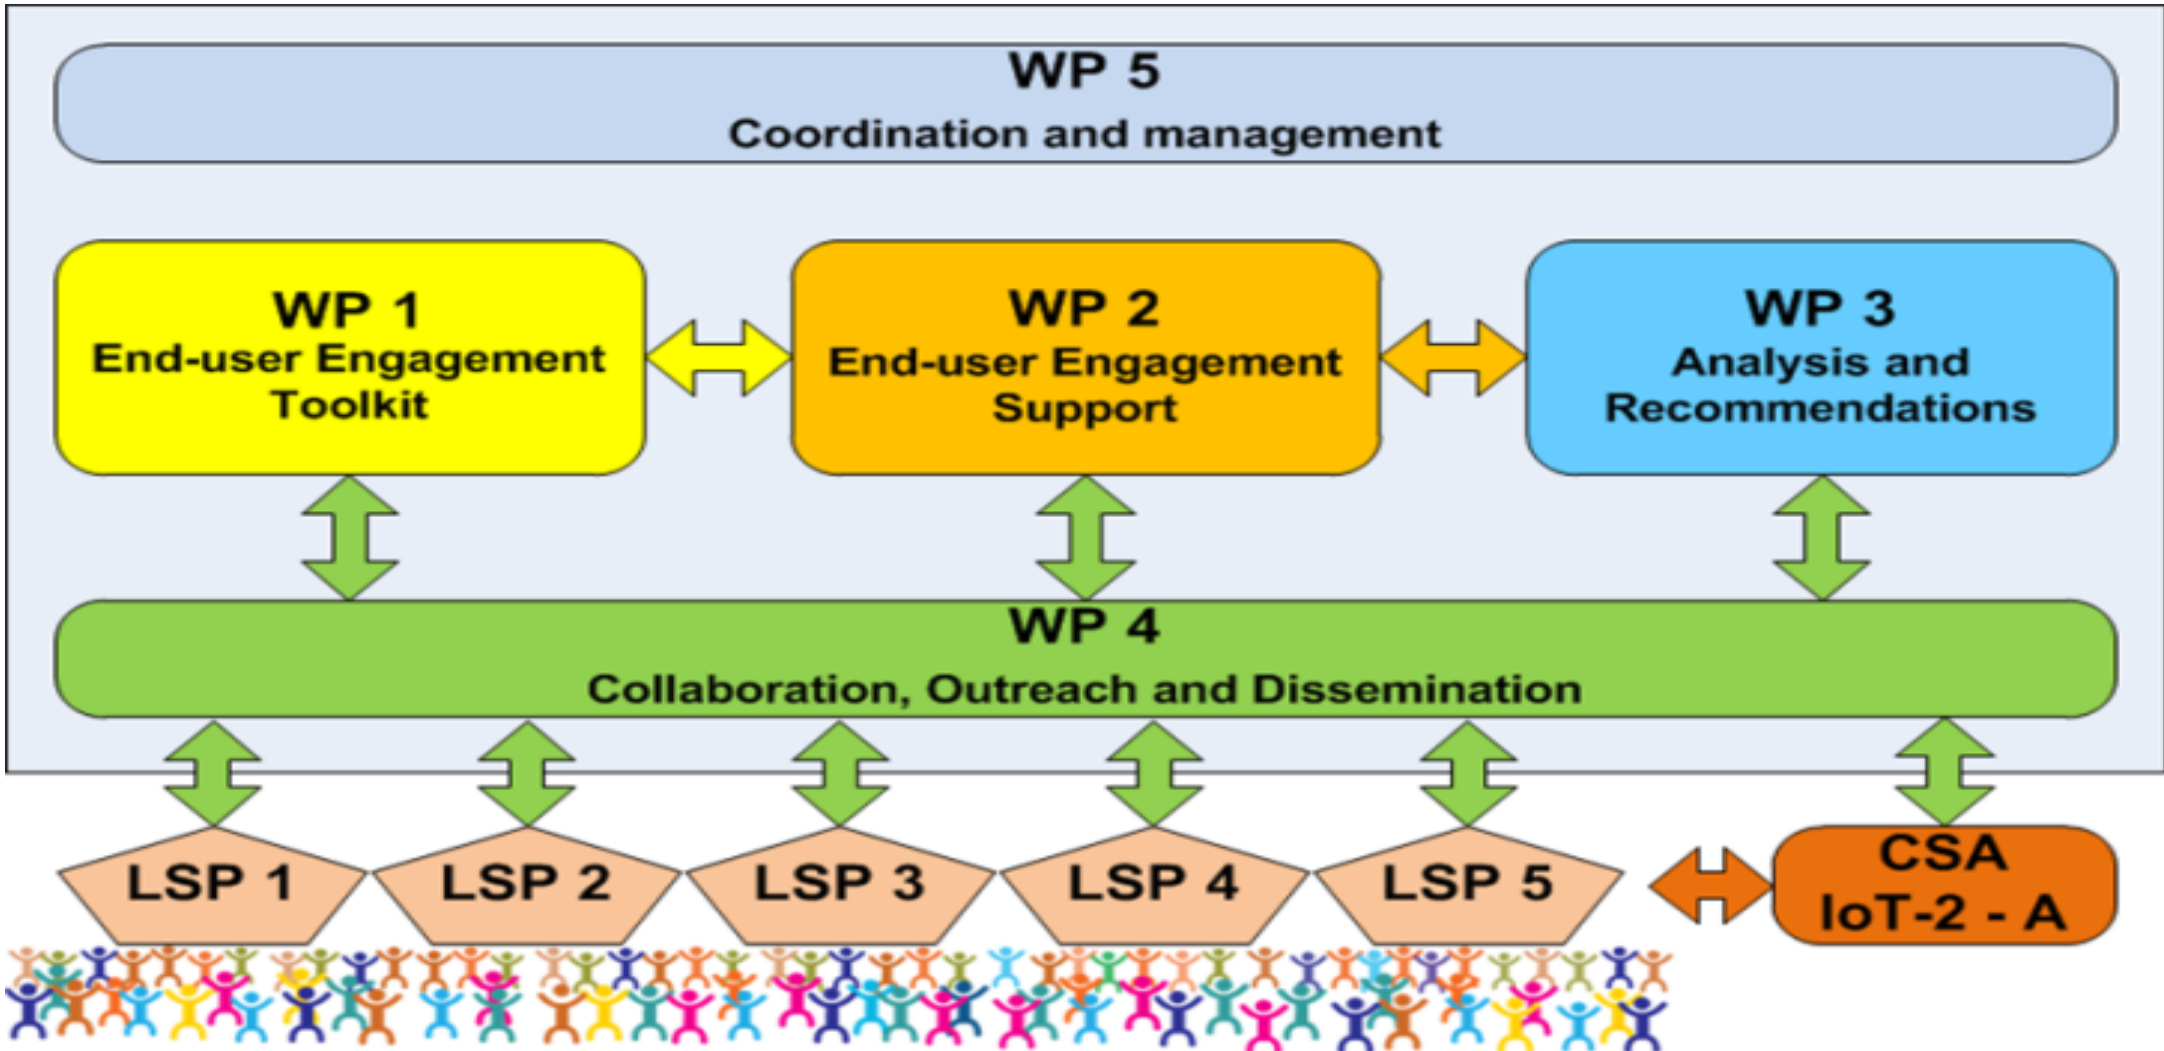 WP 5
Coordination and management
WP 1
End-user Engagement
Toolkit
WP 2
End-user Engagement
Support
WP 3
Analysis and
Recommendations
WP 4
Collaboration, Outreach and Dissemination
LSP 1
LSP 2
LSP 3
LSP 4
LSP 5
CSA
IoT-2 - A